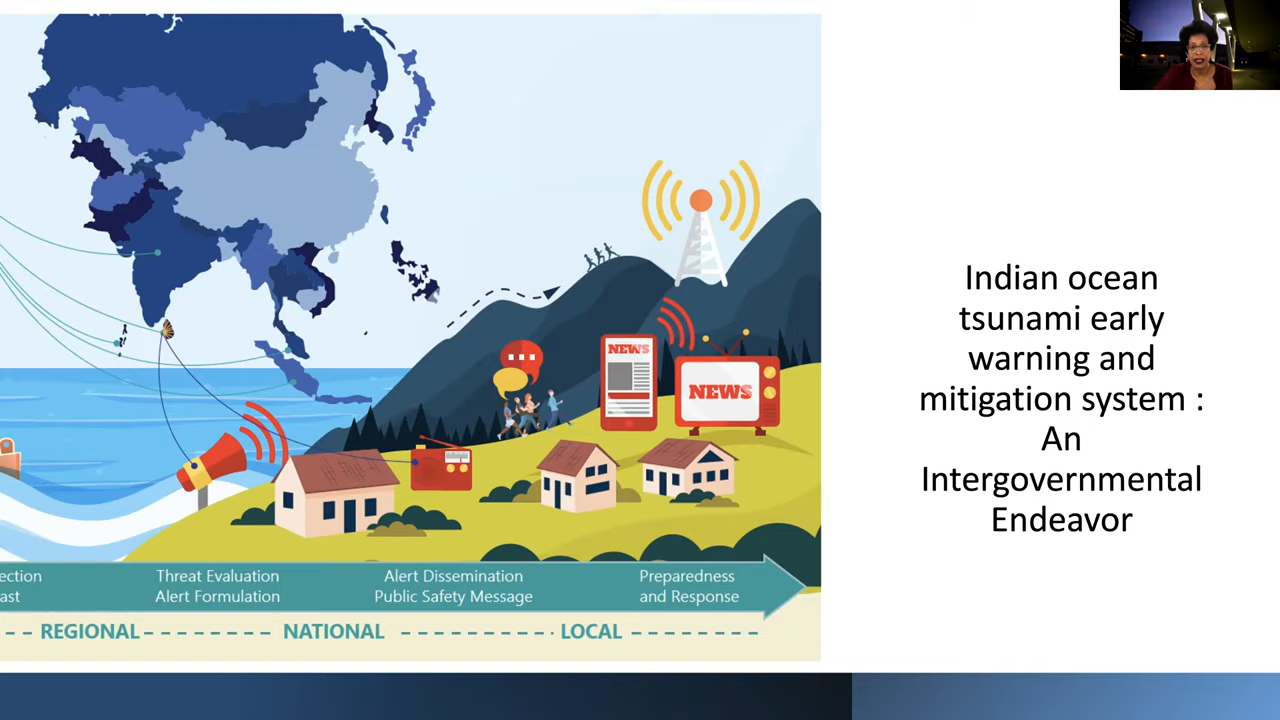 NEWS
NEWS
Indian ocean
tsunami early
warning and
mitigation system :
An
Intergovernmental
Endeavor
ection
ast
Threat Evaluation
Alert Formulation
Alert Dissemination
Public Safety Message
Preparedness
and Response
REGIONAL
NATIONAL
LOCAL